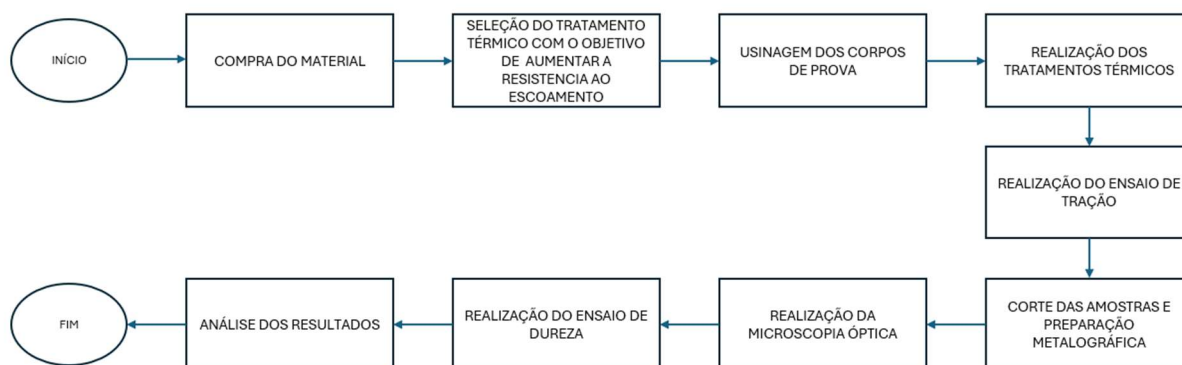 INÍCIO
COMPRA DO MATERIAL
SELEÇÃO DO TRATAMENTO
TÉRMICO COM O OBJETIVO
DE AUMENTAR A
RESISTENCIA AO
ESCOAMENTO
USINAGEM DOS CORPOS
DE PROVA
REALIZAÇÃO DOS
TRATAMENTOS TÉRMICOS
REALIZAÇÃO DO ENSAIO DE
TRAÇÃO
CORTE DAS AMOSTRAS E
PREPARAÇÃO
METALOGRÁFICA
REALIZAÇÃO DA
MICROSCOPIA ÓPTICA
REALIZAÇÃO DO ENSAIO DE
DUREZA
ANÁLISE DOS RESULTADOS
FIM